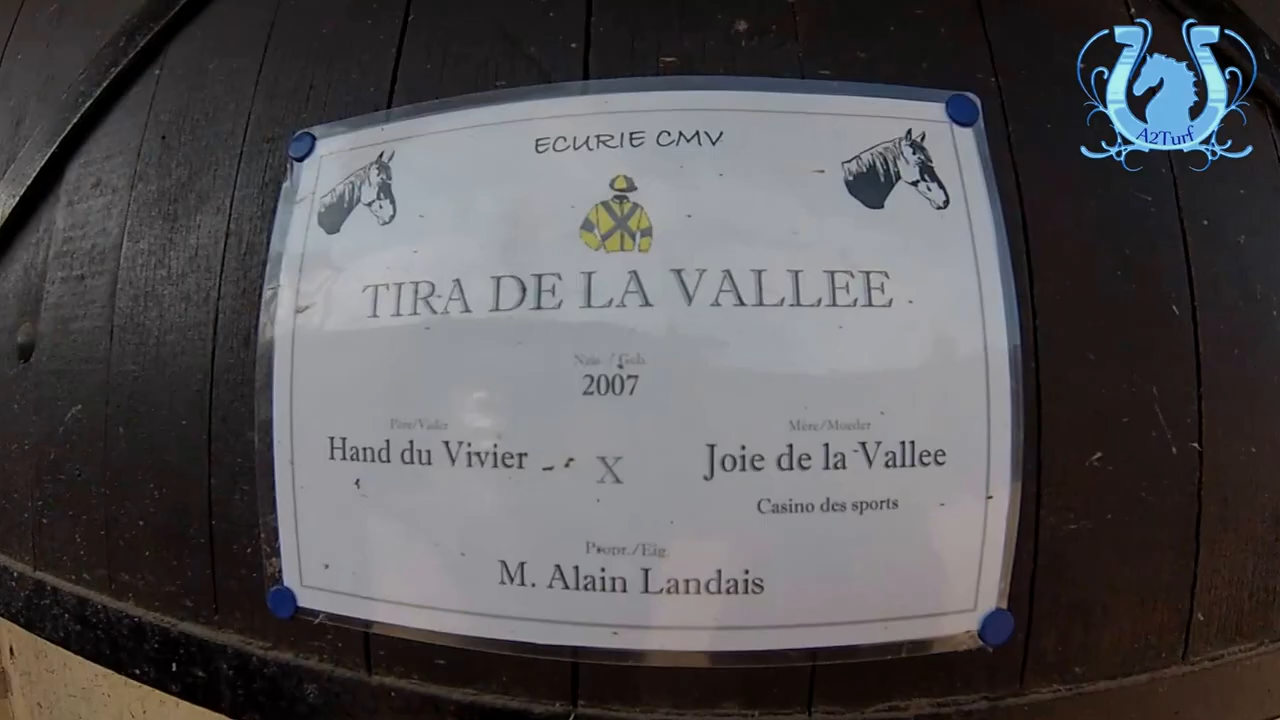 A2Turf
ECURIE CMV
TIRA DE LA VALLEE
Nais / Geb.
2007
Père/Vader
Mère/Moeder
Hand du Vivier X Joie de la Vallee
Casino des sports
Propr./Eig.
M. Alain Landais